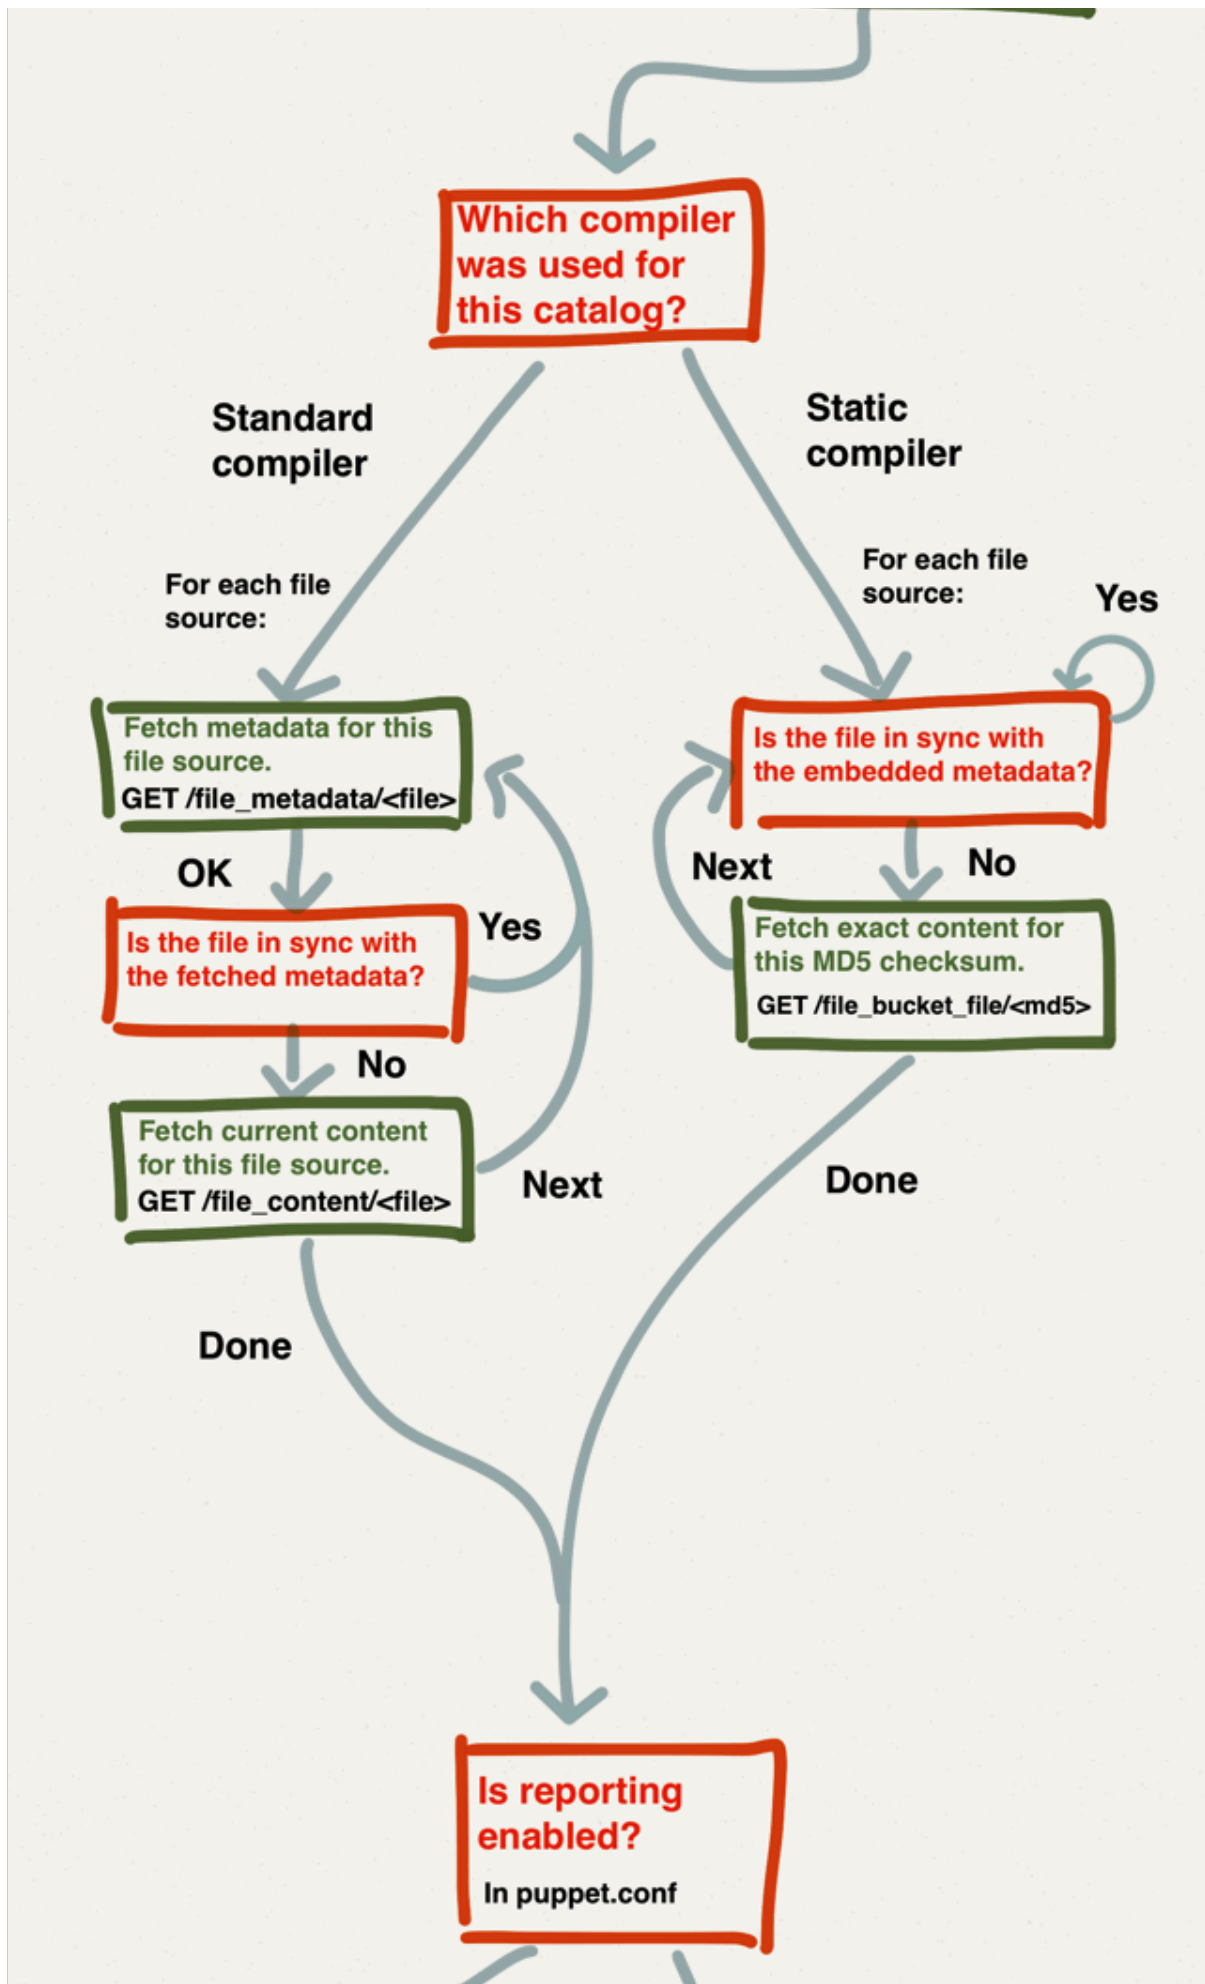 Which compiler
was used for
this catalog?
Standard
compiler
Static
compiler
For each file
source:
For each file
source:
Yes
Fetch metadata for this
file source.
GET /file_metadata/<file>
OK
Is the file in sync with
the fetched metadata?
Yes
No
Fetch current content
for this file source.
GET /file_content/<file>
Next
Done
Is the file in sync with
the embedded metadata?
Next
No
Fetch exact content for
this MD5 checksum.
GET /file_bucket_file/<md5>
Done
Is reporting
enabled?
In puppet.conf